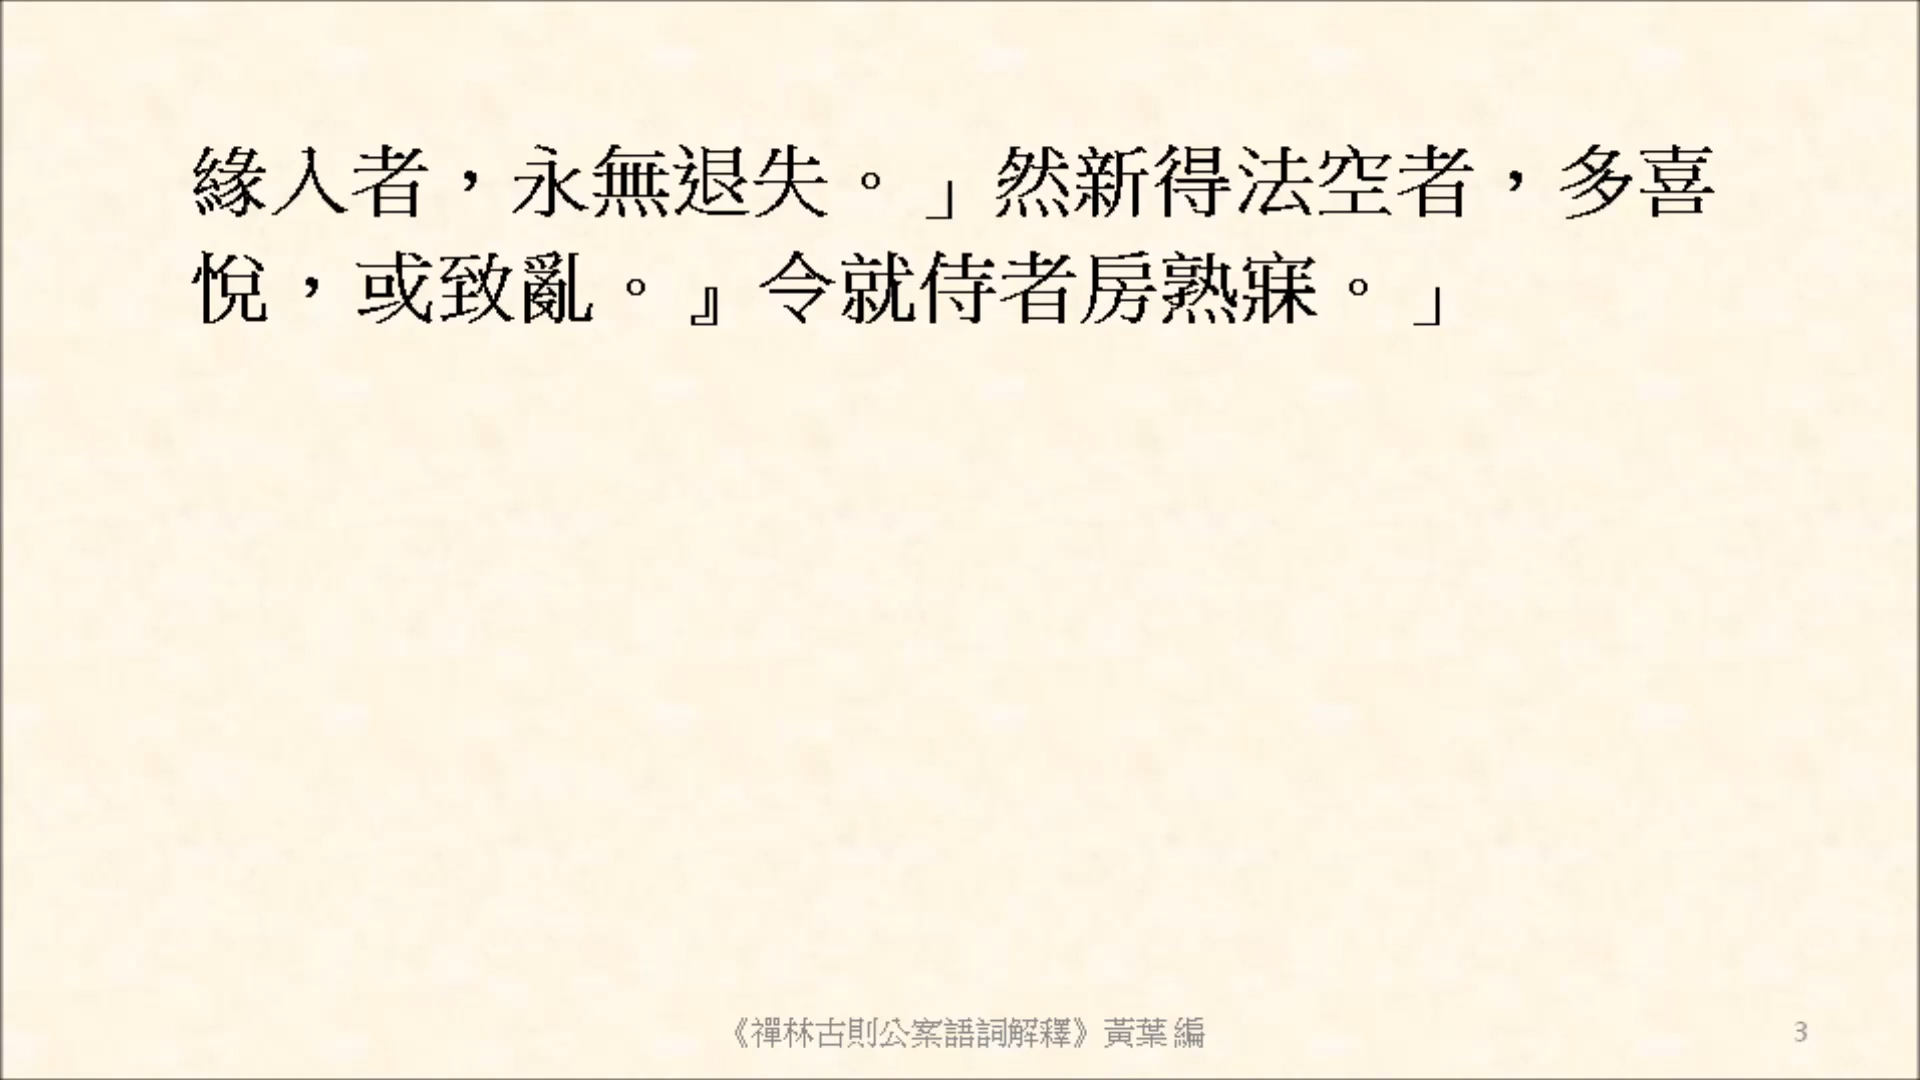 緣入者，永無退失。」然新得法空者，多喜
悅，或致亂。』令就侍者房熟寐。」
《禪林古則公案語詞解釋》黃葉 編
3